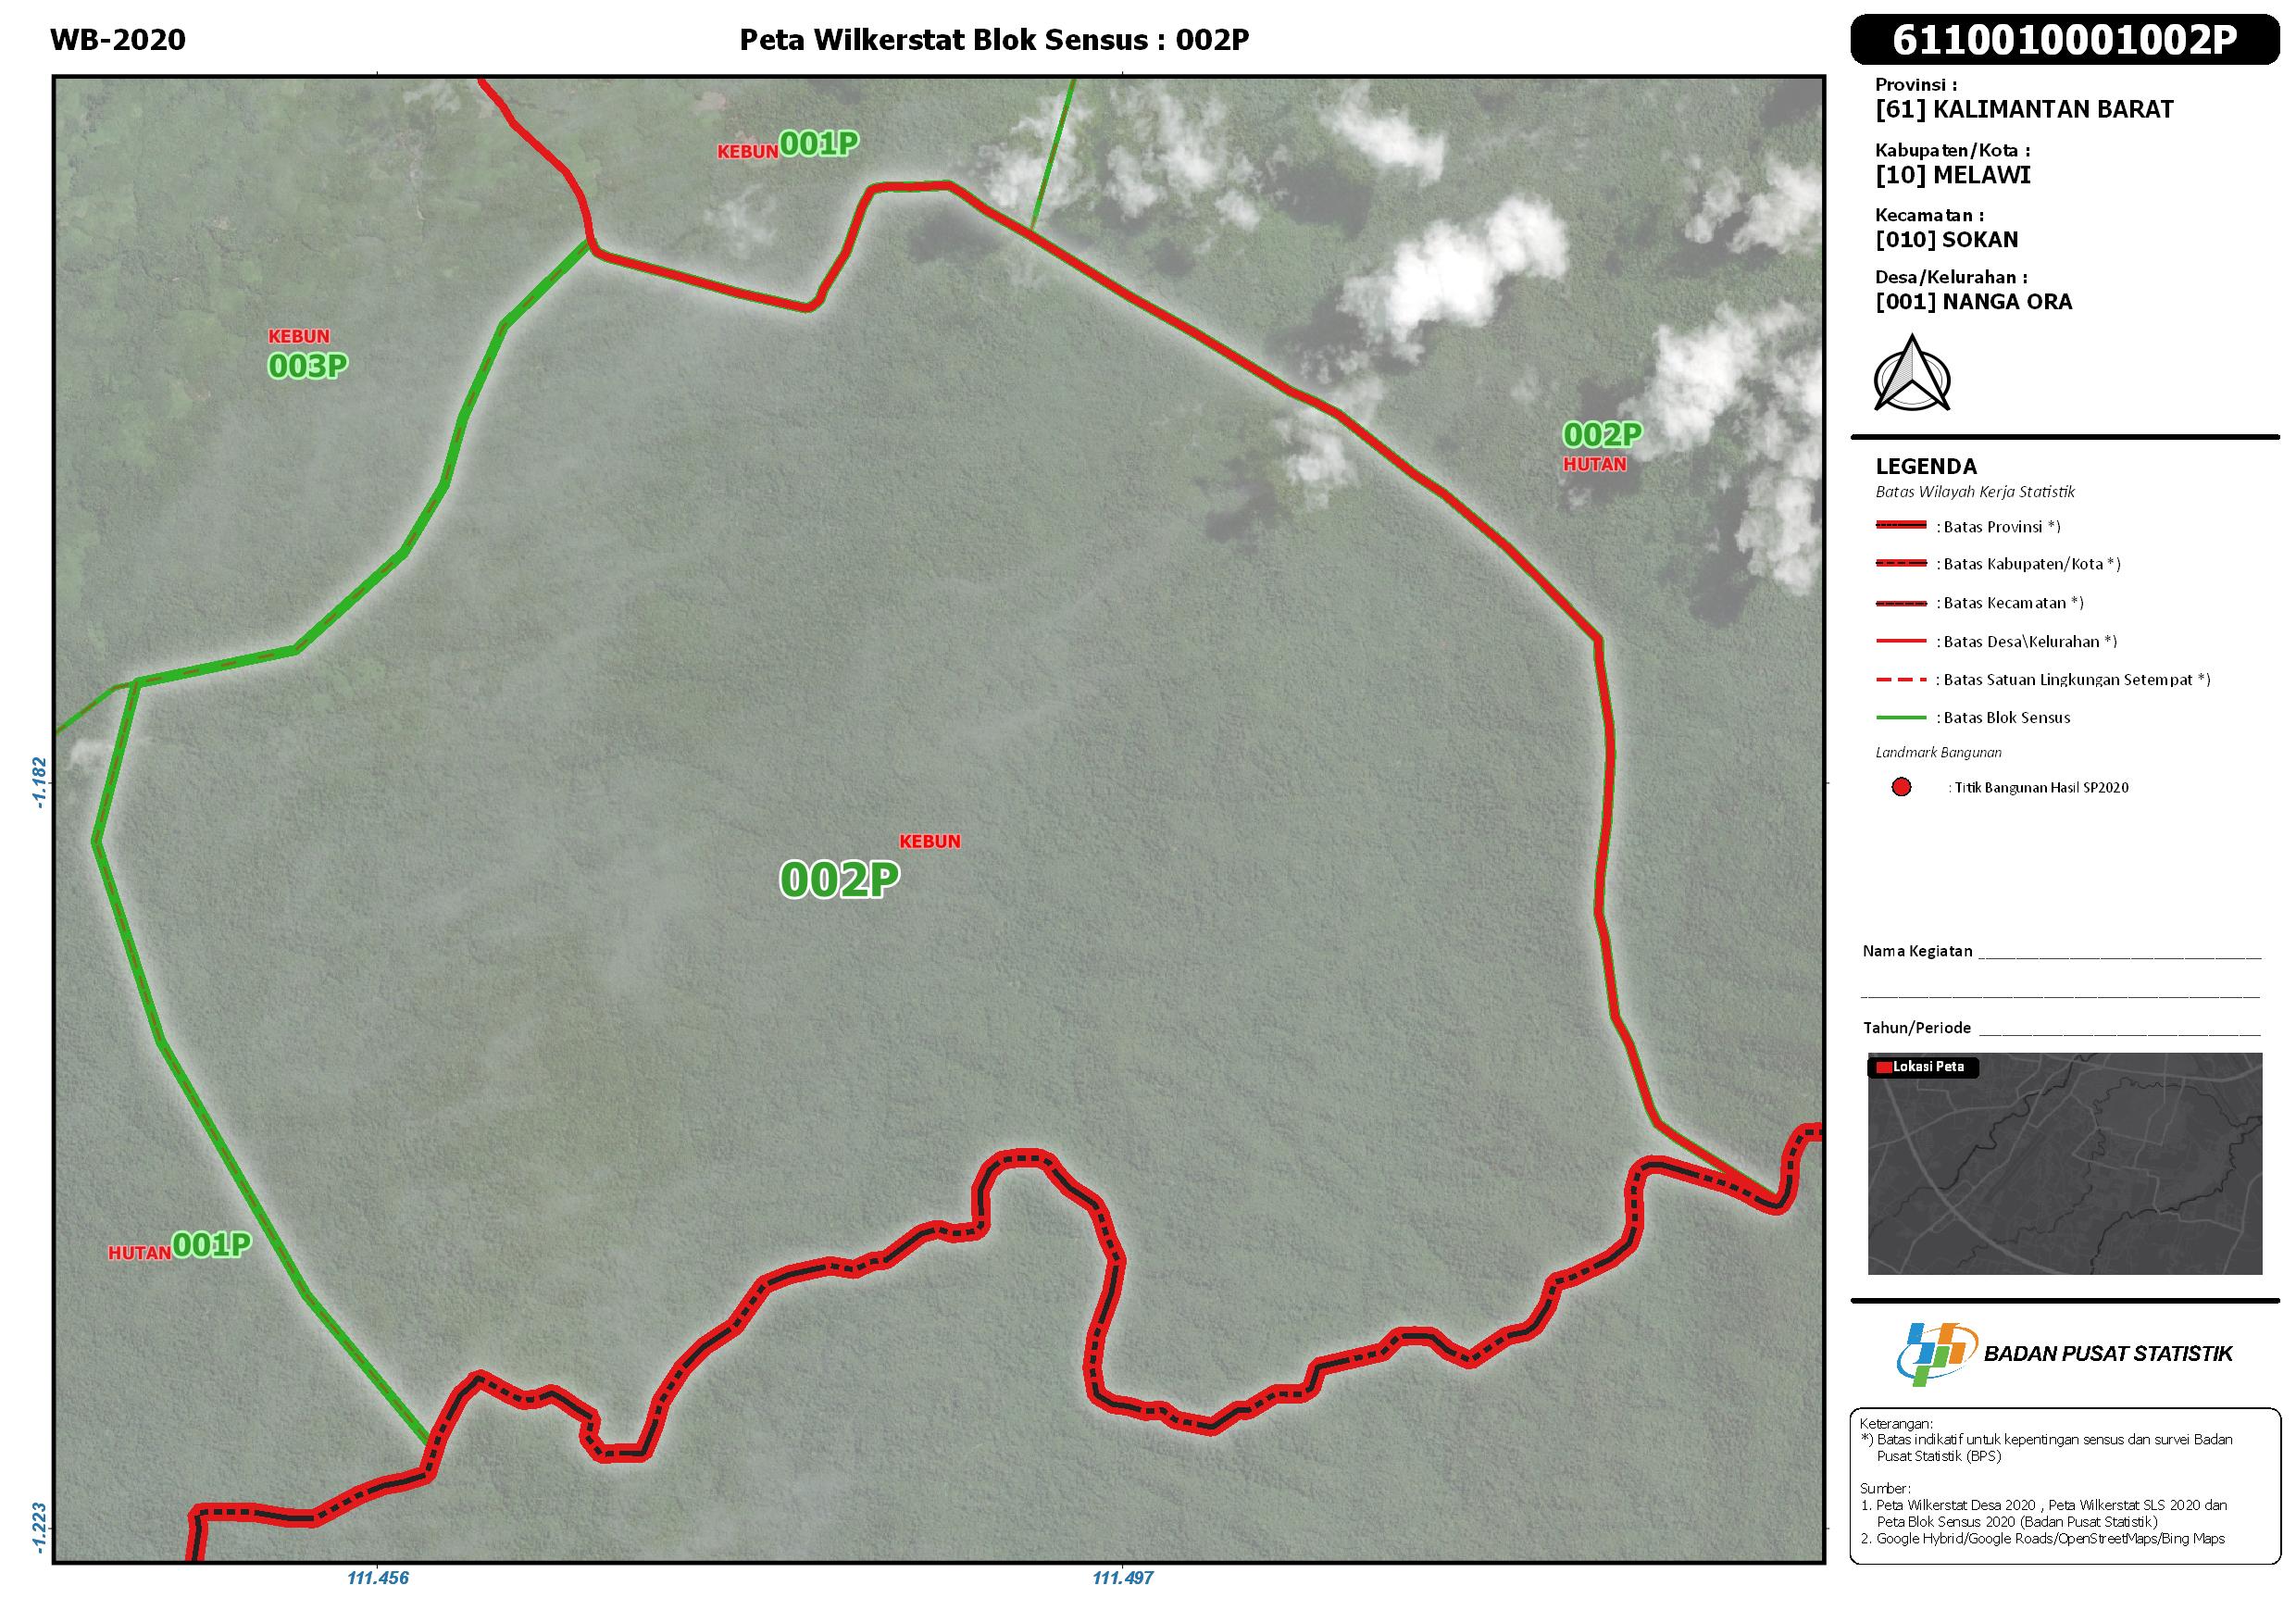 WB-2020
Peta Wilkerstat Blok Sensus : 002P
6110010001002P
Provinsi :
[61] KALIMANTAN BARAT
Kabupaten/Kota :
[10] MELAWI
Kecamatan :
[010] SOKAN
Desa/Kelurahan :
[001] NANGA ORA
LEGENDA
Batas Wilayah Kerja Statistik
: Batas Provinsi *)
: Batas Kabupaten/Kota *)
: Batas Kecamatan *)
: Batas Desa\Kelurahan *)
: Batas Satuan Lingkungan Setempat *)
: Batas Blok Sensus
Landmark Bangunan
: Titik Bangunan Hasil SP2020
Nama Kegiatan
Tahun/Periode
Lokasi Peta
BADAN PUSAT STATISTIK
Keterangan:
*) Batas indikatif untuk kepentingan sensus dan survei Badan
Pusat Statistik (BPS)
Sumber:
1. Peta Wilkerstat Desa 2020 , Peta Wilkerstat SLS 2020 dan
Peta Blok Sensus 2020 (Badan Pusat Statistik)
2. Google Hybrid/Google Roads/OpenStreetMaps/Bing Maps
KEBUN 001P
KEBUN
003P
002P
HUTAN
KEBUN
002P
HUTAN 001P
-1.182
-1.223
111.456
111.497